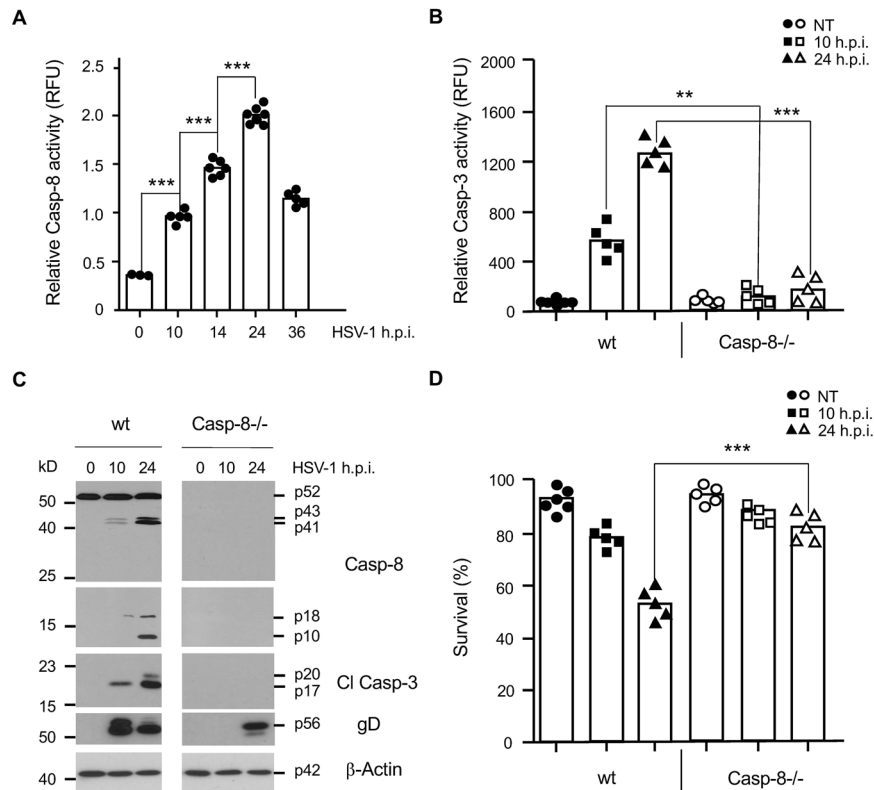 A
Relative Casp-8 activity (RFU)
2.5
2.0
1.5
1.0
0.5
0
***
***
***
0 10 14 24 36 HSV-1 h.p.i.
B
NT
10 h.p.i.
24 h.p.i.
Relative Casp-3 activity (RFU)
2000
1600
1200
800
400
0
**
***
wt Casp-8-/-
C
wt Casp-8-/-
kD 0 10 24 0 10 24 HSV-1 h.p.i.
50
40
25
p52
p43
p41
Casp-8
15
p18
p10
23
15
p20
p17
Cl Casp-3
50
p56 gD
40
p42 β-Actin
D
NT
10 h.p.i.
24 h.p.i.
Survival (%)
100
80
60
40
20
0
***
wt Casp-8-/-